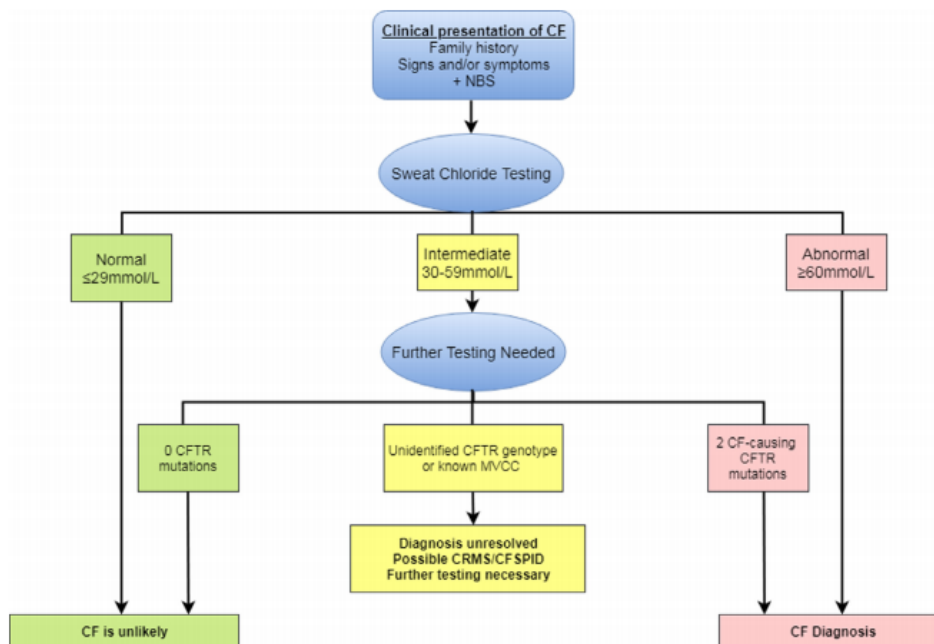 Clinical presentation of CF
Family history
Signs and/or symptoms
+ NBS
Sweat Chloride Testing
Normal
≤29mmol/L
Intermediate
30-59mmol/L
Abnormal
≥60mmol/L
Further Testing Needed
0 CFTR
mutations
Unidentified CFTR genotype
or known MVCC
2 CF-causing
CFTR
mutations
Diagnosis unresolved
Possible CRMS/CFSPID
Further testing necessary
CF is unlikely
CF Diagnosis